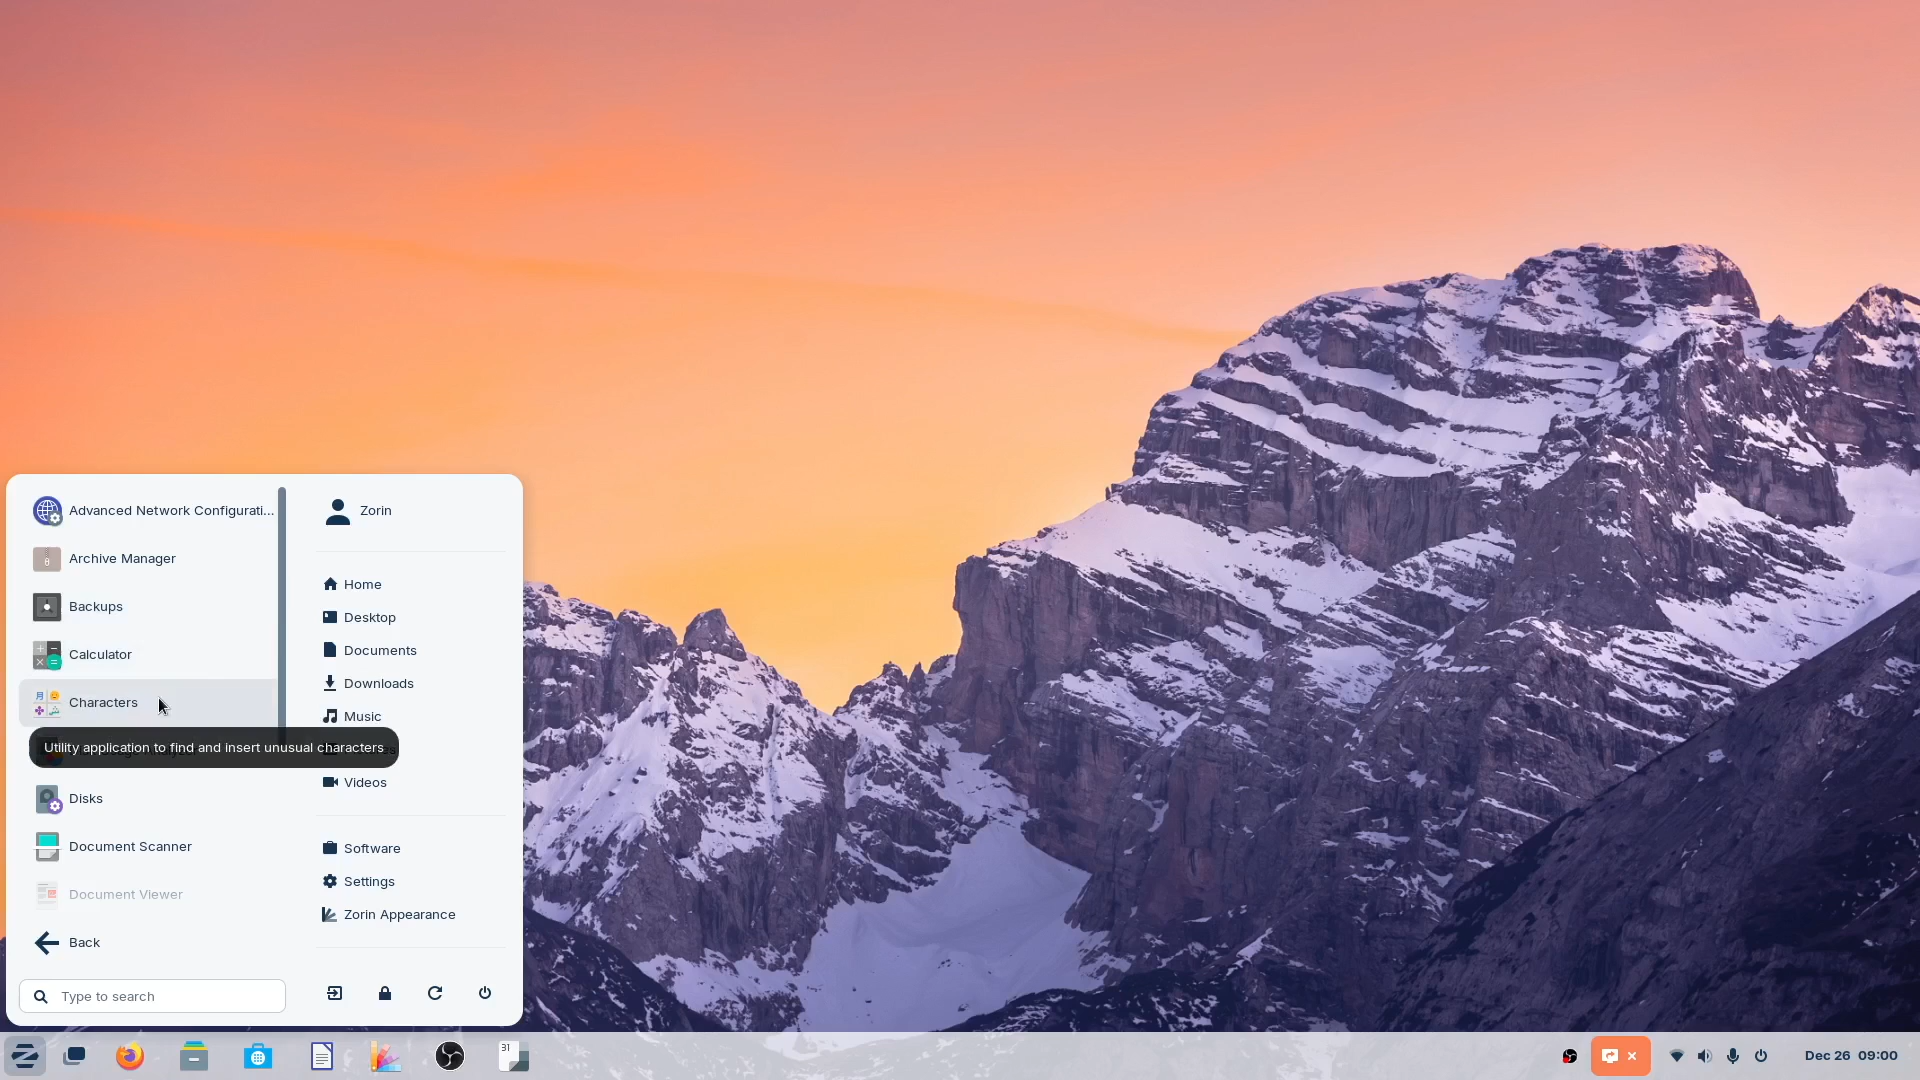 Advanced Network Configurati...
Archive Manager
Backups
Calculator
Characters
Utility application to find and insert unusual characters
Disks
Document Scanner
Document Viewer
Back
Type to search
Zorin
Home
Desktop
Documents
Downloads
Music
Videos
Software
Settings
Zorin Appearance
31
Dec 26 09:00